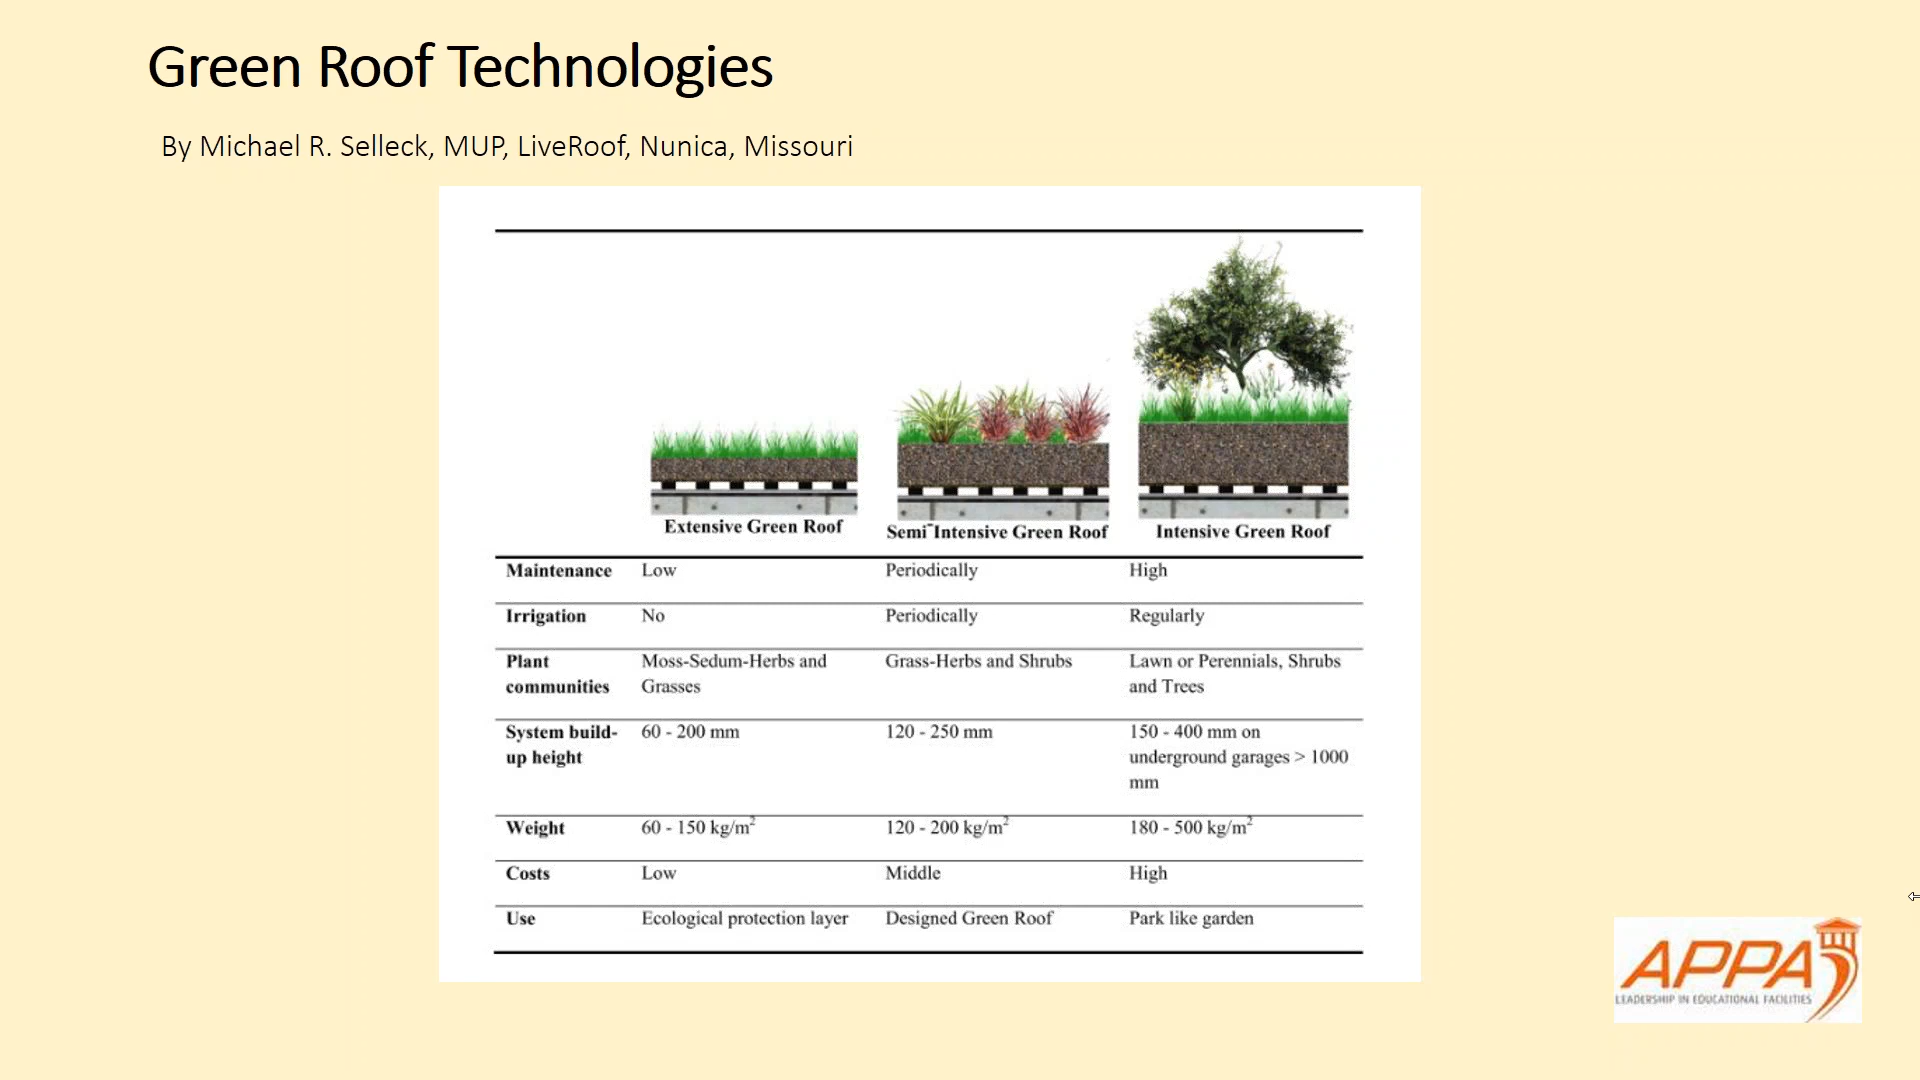 Green Roof Technologies
By Michael R. Selleck, MUP, LiveRoof, Nunica, Missouri
Extensive Green Roof
Semi-Intensive Green Roof
Intensive Green Roof
Maintenance Low Periodically High
Irrigation No Periodically Regularly
Plant Moss-Sedum-Herbs and Grass-Herbs and Shrubs Lawn or Perennials, Shrubs
communities Grasses and Trees
System build- 60 - 200 mm 120 - 250 mm 150 - 400 mm on
up height underground garages > 1000
mm
Weight 60 - 150 kg/m² 120 - 200 kg/m² 180 - 500 kg/m²
Costs Low Middle High
Use Ecological protection layer Designed Green Roof Park like garden
APPA
LEADERSHIP IN EDUCATIONAL FACILITIES